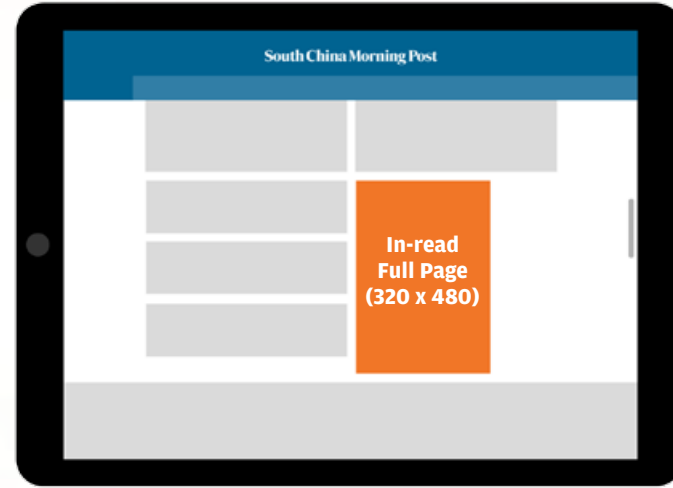 South China Morning Post
In-read
Full Page
(320 x 480)